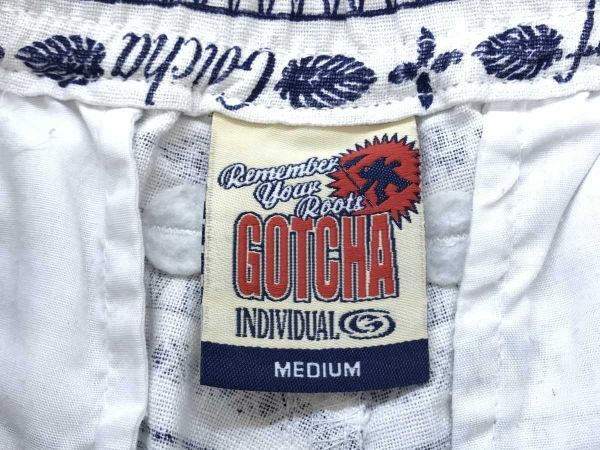 Gotcha
Remember
Your
Roots
GOTCHA
INDIVIDUAL G
MEDIUM